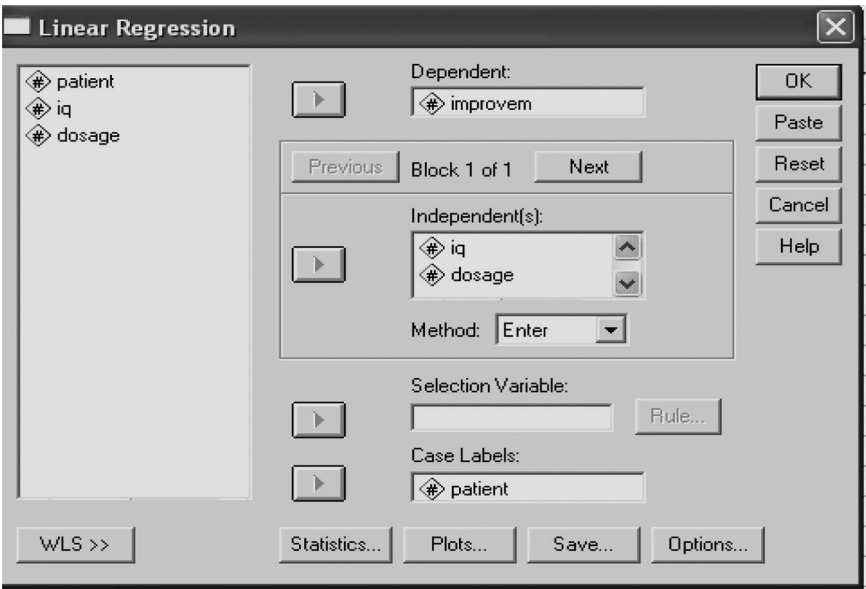 Linear Regression
patient
iq
dosage
Dependent:
improvem
Previous
Block 1 of 1
Next
Independent(s):
iq
dosage
Method:
Enter
Selection Variable:
Rule...
Case Labels:
patient
OK
Paste
Reset
Cancel
Help
WLS >>
Statistics...
Plots...
Save...
Options...